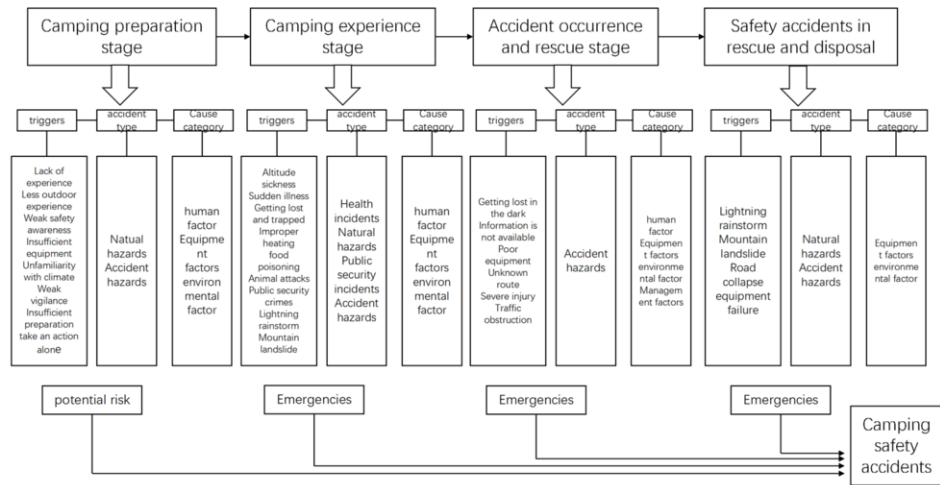 Camping preparation
stage
Camping experience
stage
Accident occurrence
and rescue stage
Safety accidents in
rescue and disposal
triggers
accident
type
Cause
category
triggers
accident
type
Cause
category
triggers
accident
type
Cause
category
triggers
accident
type
Cause
category
Lack of
experience
Less outdoor
experience
Weak safety
awareness
Insufficient
equipment
Unfamiliarity
with climate
Weak
vigilance
Insufficient
preparation
take an action
alone
Natual
hazards
Accident
hazards
human
factor
Equipme
nt
factors
environ
mental
factor
Altitude
sickness
Sudden illness
Getting lost
and trapped
Improper
heating
food
poisoning
Animal attacks
Public security
crimes
Lightning
rainstorm
Mountain
landslide
Health
incidents
Natural
hazards
Public
security
incidents
Accident
hazards
human
factor
Equipme
nt
factors
environ
mental
factor
Getting lost in
the dark
Information is
not available
Poor
equipment
Unknown
route
Severe injury
Traffic
obstruction
Accident
hazards
human
factor
Equipmen
t factors
environme
ntal factor
Managem
ent factors
Lightning
rainstorm
Mountain
landslide
Road
collapse
equipment
failure
Natural
hazards
Accident
hazards
Equipmen
t factors
environme
ntal factor
potential risk
Emergencies
Emergencies
Emergencies
Camping
safety
accidents